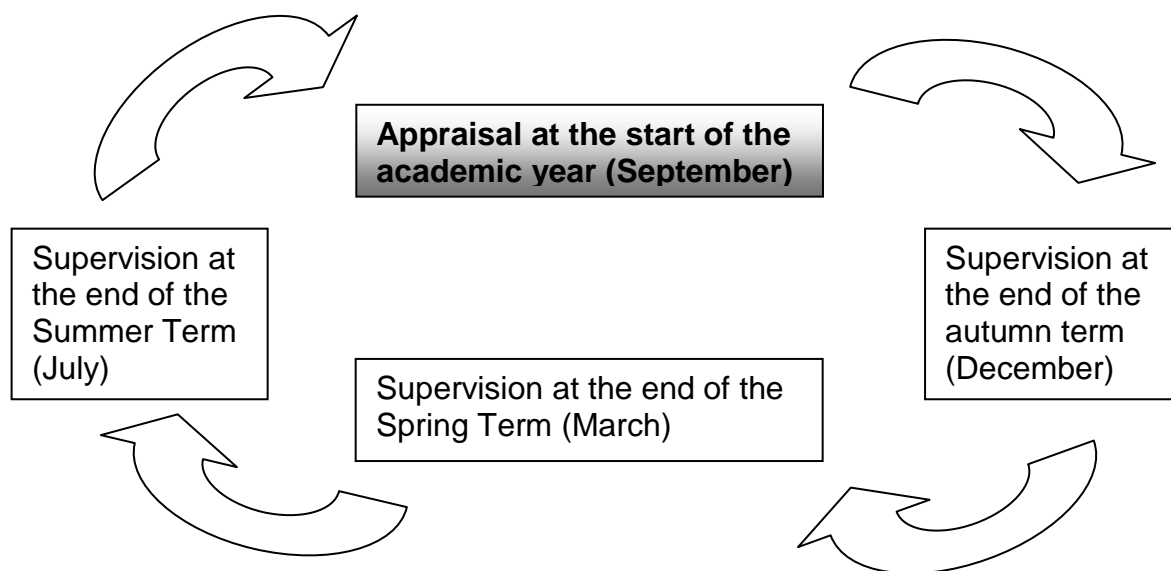 Appraisal at the start of the
academic year (September)
Supervision at
the end of the
autumn term
(December)
Supervision at the end of the
Spring Term (March)
Supervision at
the end of the
Summer Term
(July)